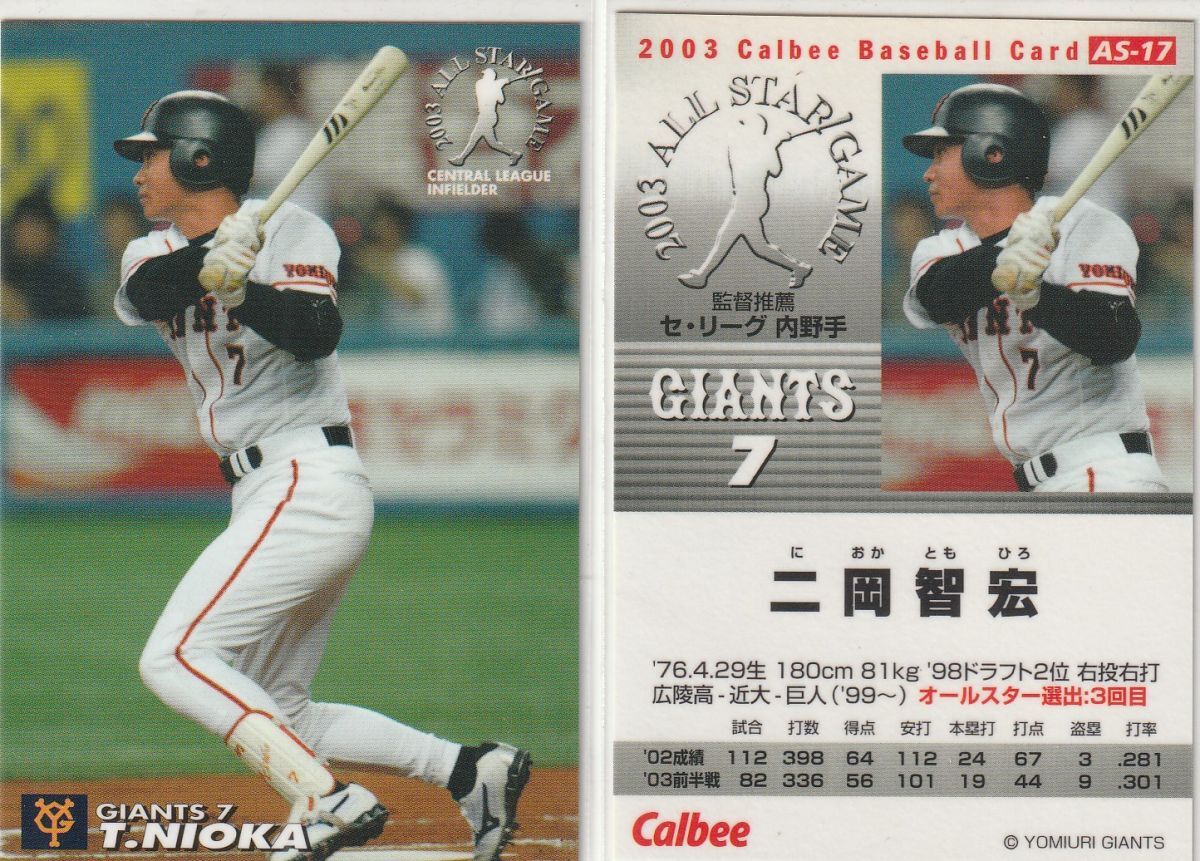 2003 ALL STAR GAME
CENTRAL LEAGUE
INFIELDER
YOMIU
7
GIANTS 7
T.NIOKA
2003 Calbee Baseball Card AS-17
2003 ALL STAR GAME
監督推薦
セ・リーグ 内野手
GIANTS
7
YOMI
7
に おか とも ひろ
二岡智宏
'76.4.29生 180cm 81kg '98ドラフト2位 右投右打
広陵高-近大-巨人('99〜) オールスター選出:3回目
試合 打数 得点 安打 本塁打 打点 盗塁 打率
'02成績 112 398 64 112 24 67 3 .281
'03前半戦 82 336 56 101 19 44 9 .301
Calbee
© YOMIURI GIANTS